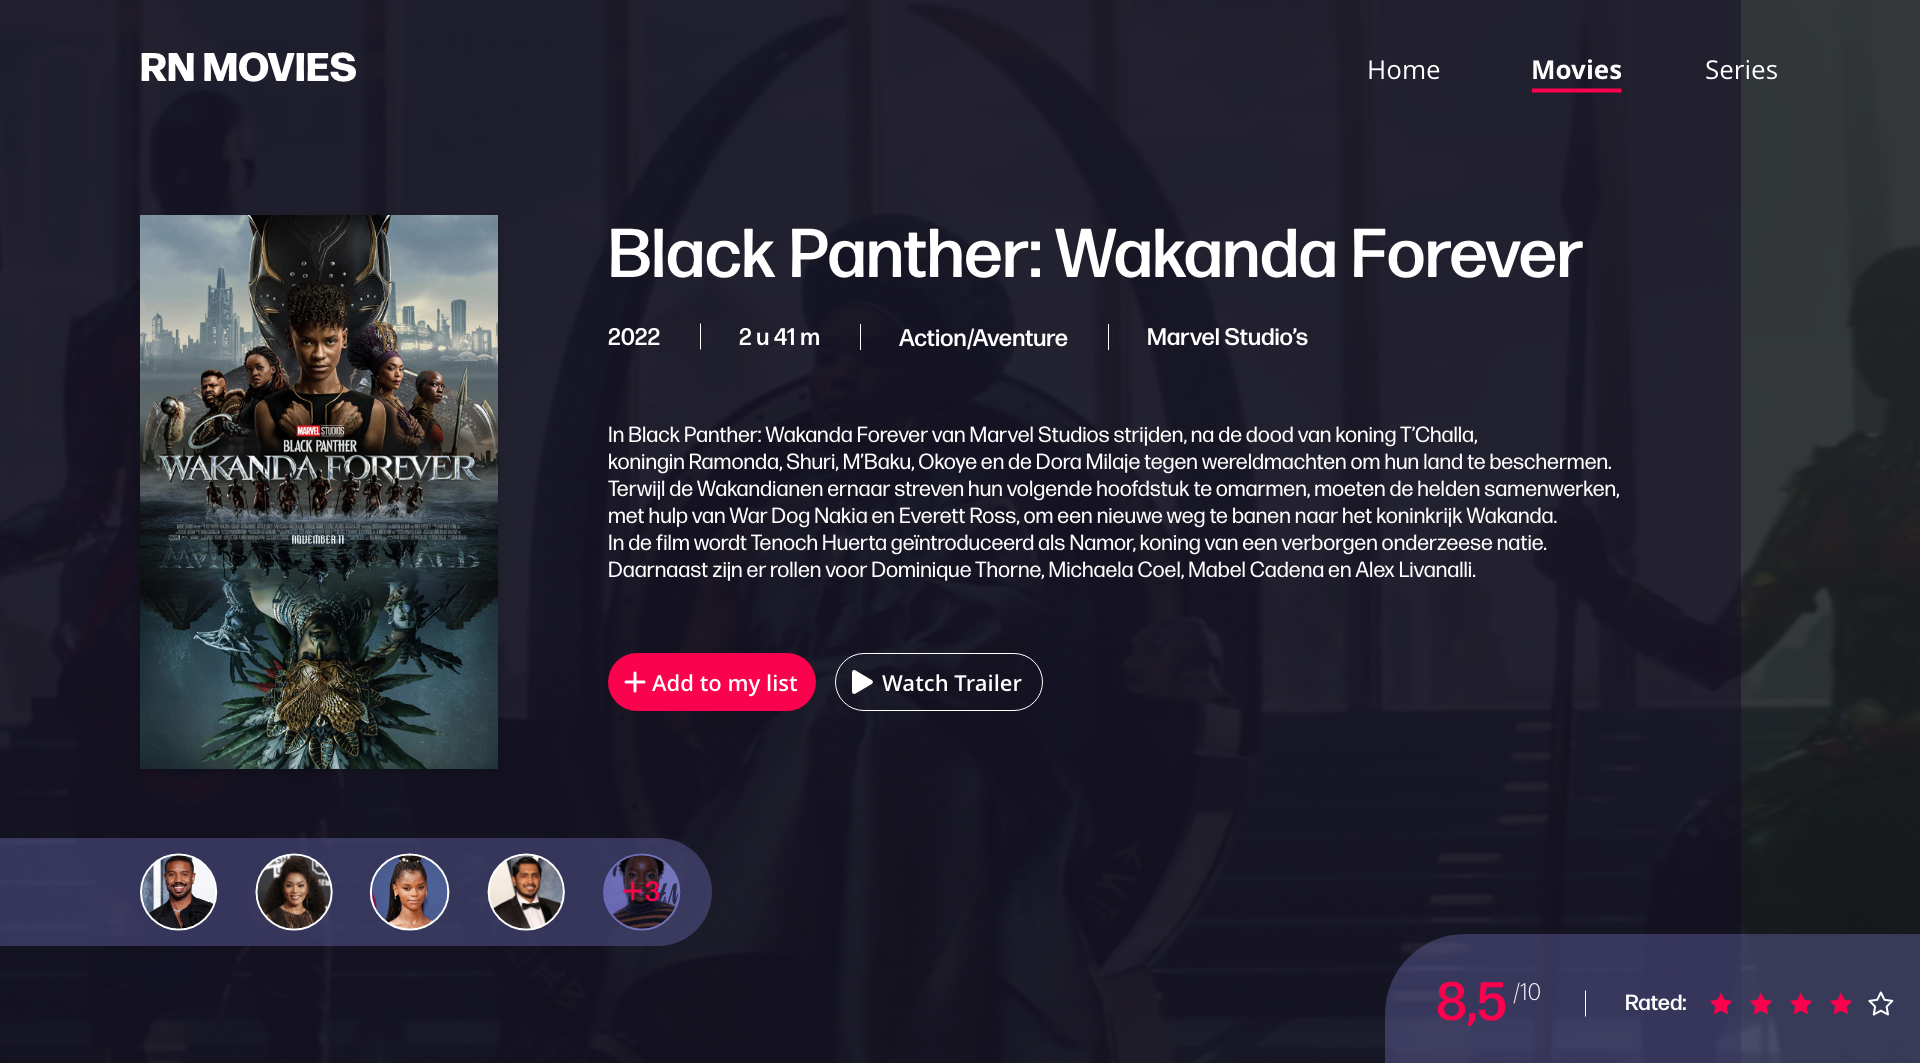 RN MOVIES
Home
Movies
Series
Black Panther: Wakanda Forever
2022
2 u 41 m
Action/Aventure
Marvel Studio’s
In Black Panther: Wakanda Forever van Marvel Studios strijden, na de dood van koning T’Challa,
koningin Ramonda, Shuri, M’Baku, Okoye en de Dora Milaje tegen wereldmachten om hun land te beschermen.
Terwijl de Wakandianen ernaar streven hun volgende hoofdstuk te omarmen, moeten de helden samenwerken,
met hulp van War Dog Nakia en Everett Ross, om een nieuwe weg te banen naar het koninkrijk Wakanda.
In de film wordt Tenoch Huerta geïntroduceerd als Namor, koning van een verborgen onderzeese natie.
Daarnaast zijn er rollen voor Dominique Thorne, Michaela Coel, Mabel Cadena en Alex Livanalli.
MARVEL STUDIOS
BLACK PANTHER
WAKANDA FOREVER
NOVEMBER 11
Add to my list
Watch Trailer
+3
8,5 /10
Rated: